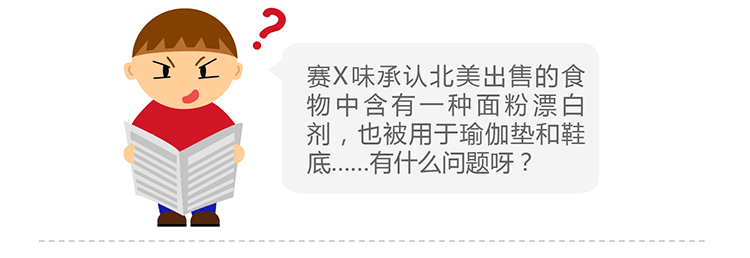 ?
赛X味承认北美出售的食
物中含有一种面粉漂白
剂，也被用于瑜伽垫和鞋
底……有什么问题呀？